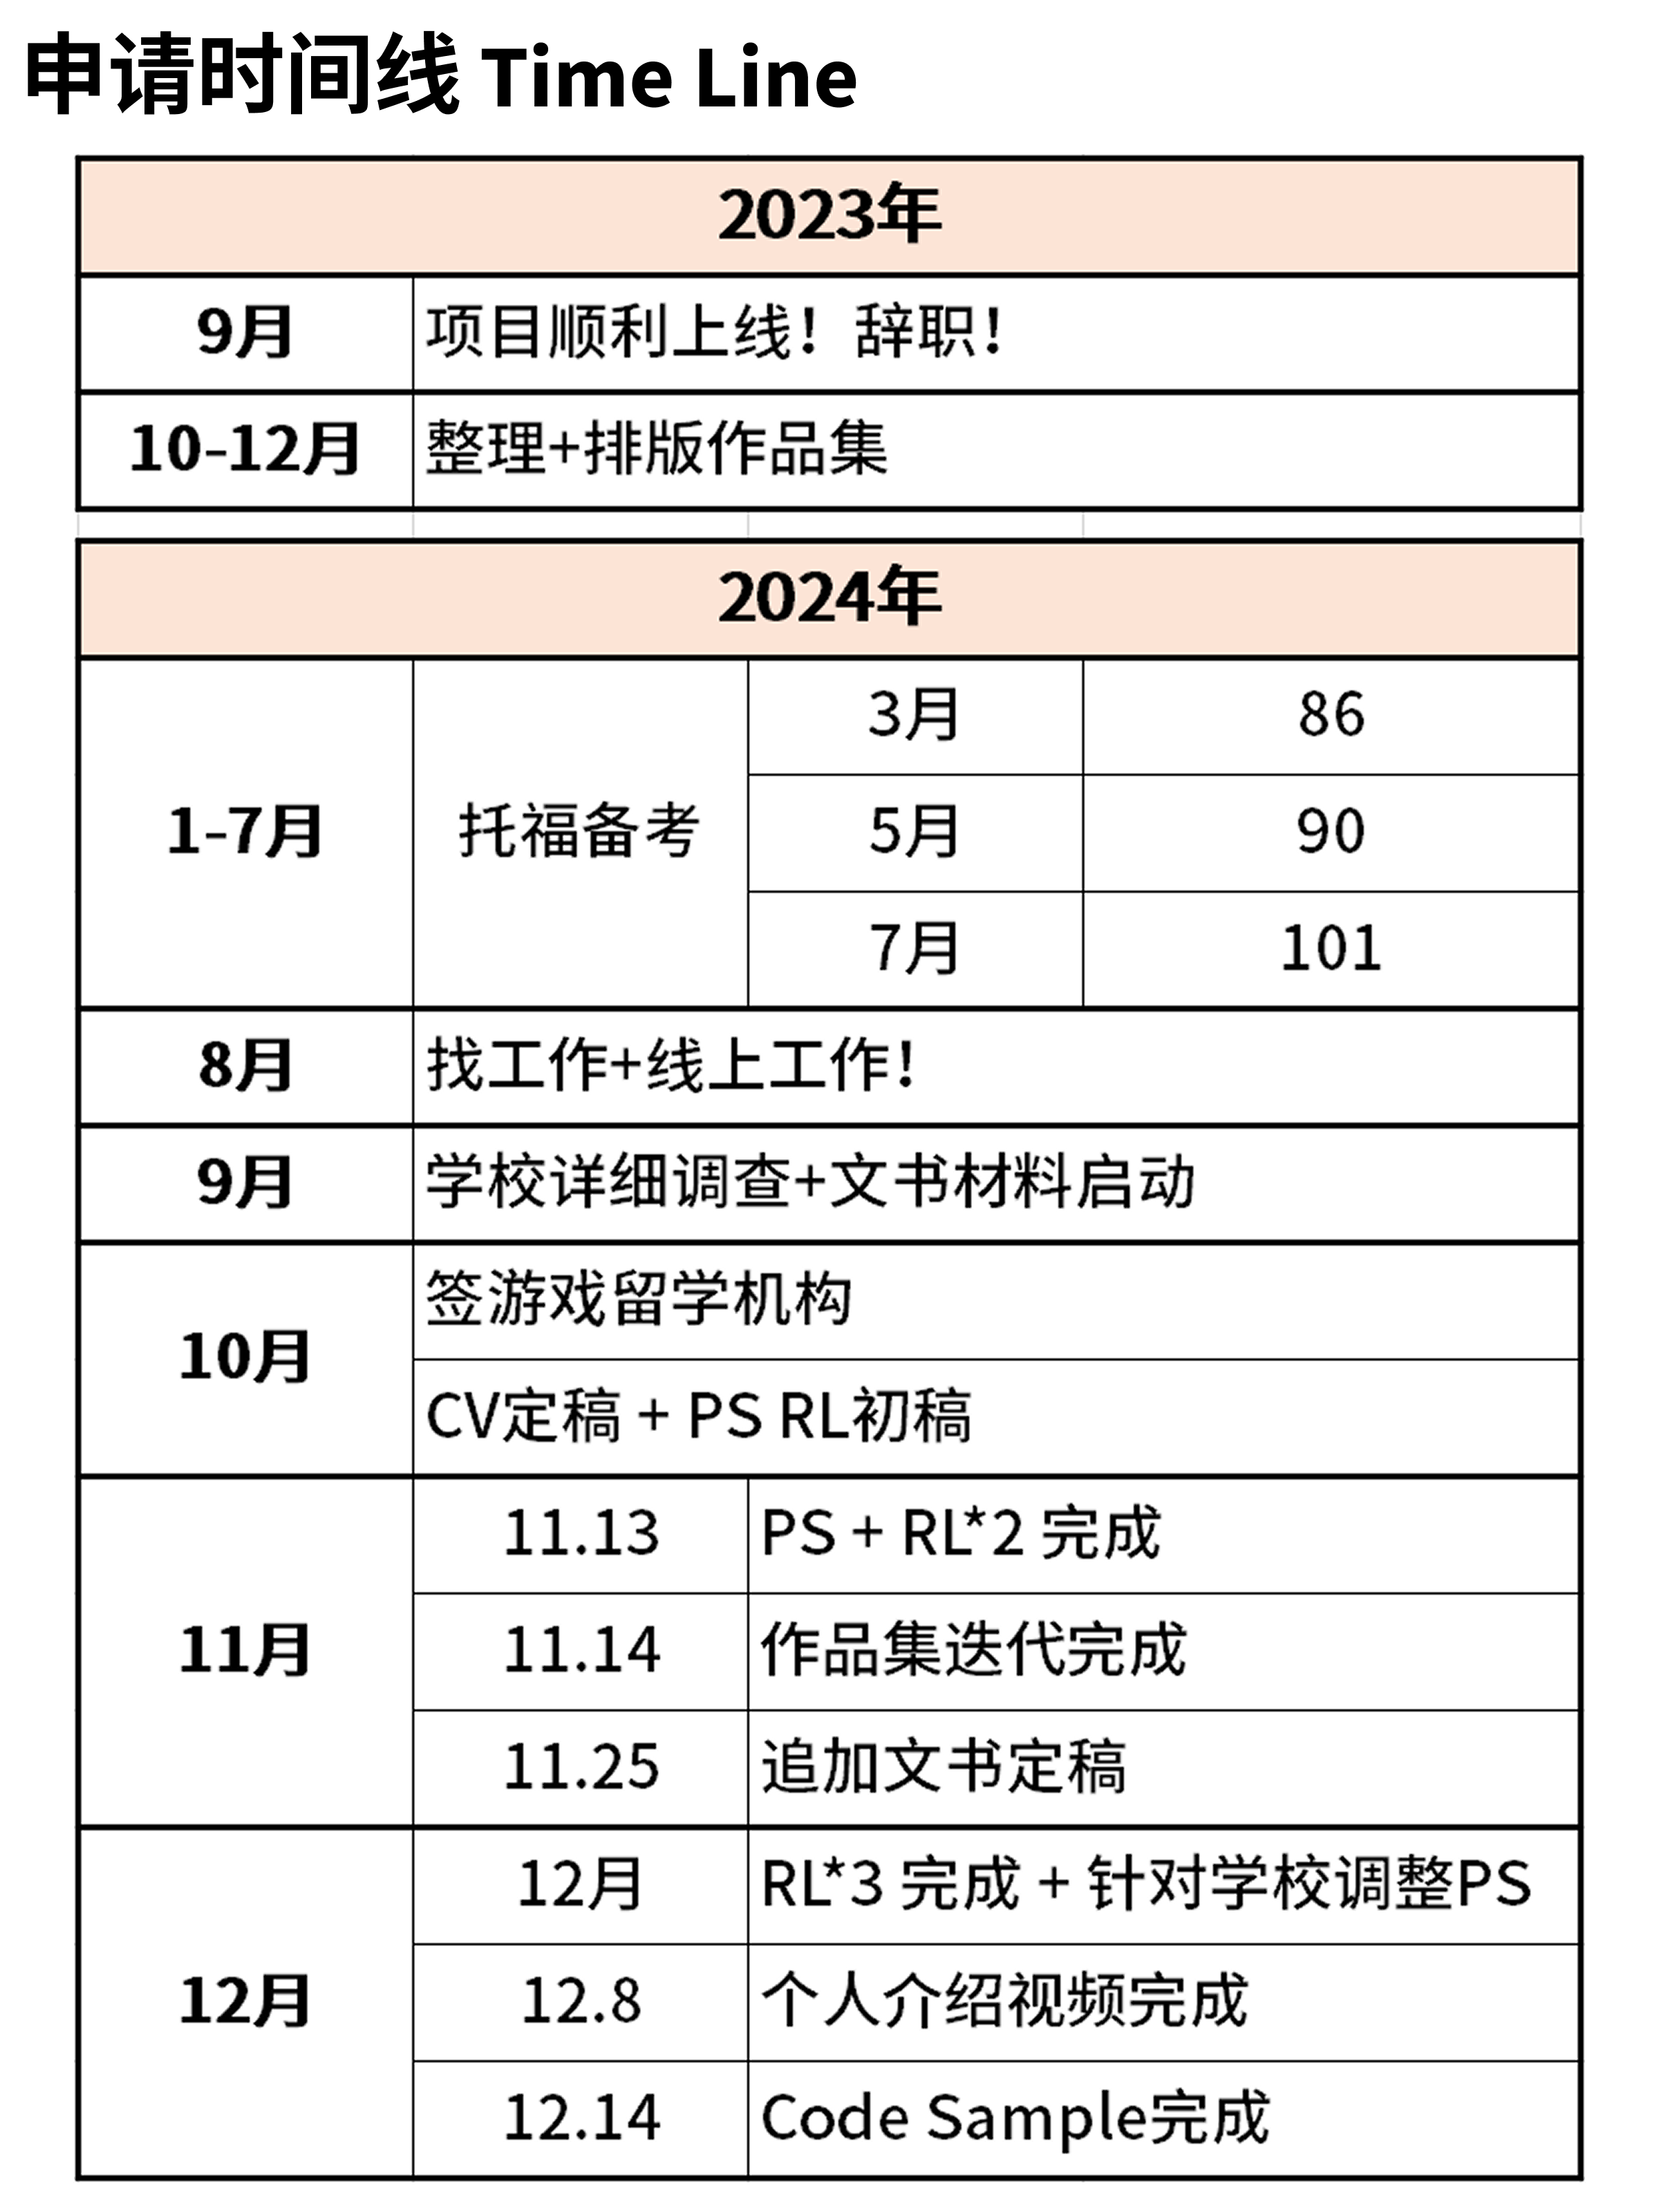 申请时间线 Time Line
2023年
9月 项目顺利上线！辞职！
10-12月 整理+排版作品集
2024年
3月 86
1-7月 托福备考 5月 90
7月 101
8月 找工作+线上工作！
9月 学校详细调查+文书材料启动
10月
签游戏留学机构
CV定稿 + PS RL初稿
11月
11.13 PS + RL*2 完成
11.14 作品集迭代完成
11.25 追加文书定稿
12月
12月 RL*3 完成 + 针对学校调整PS
12.8 个人介绍视频完成
12.14 Code Sample完成